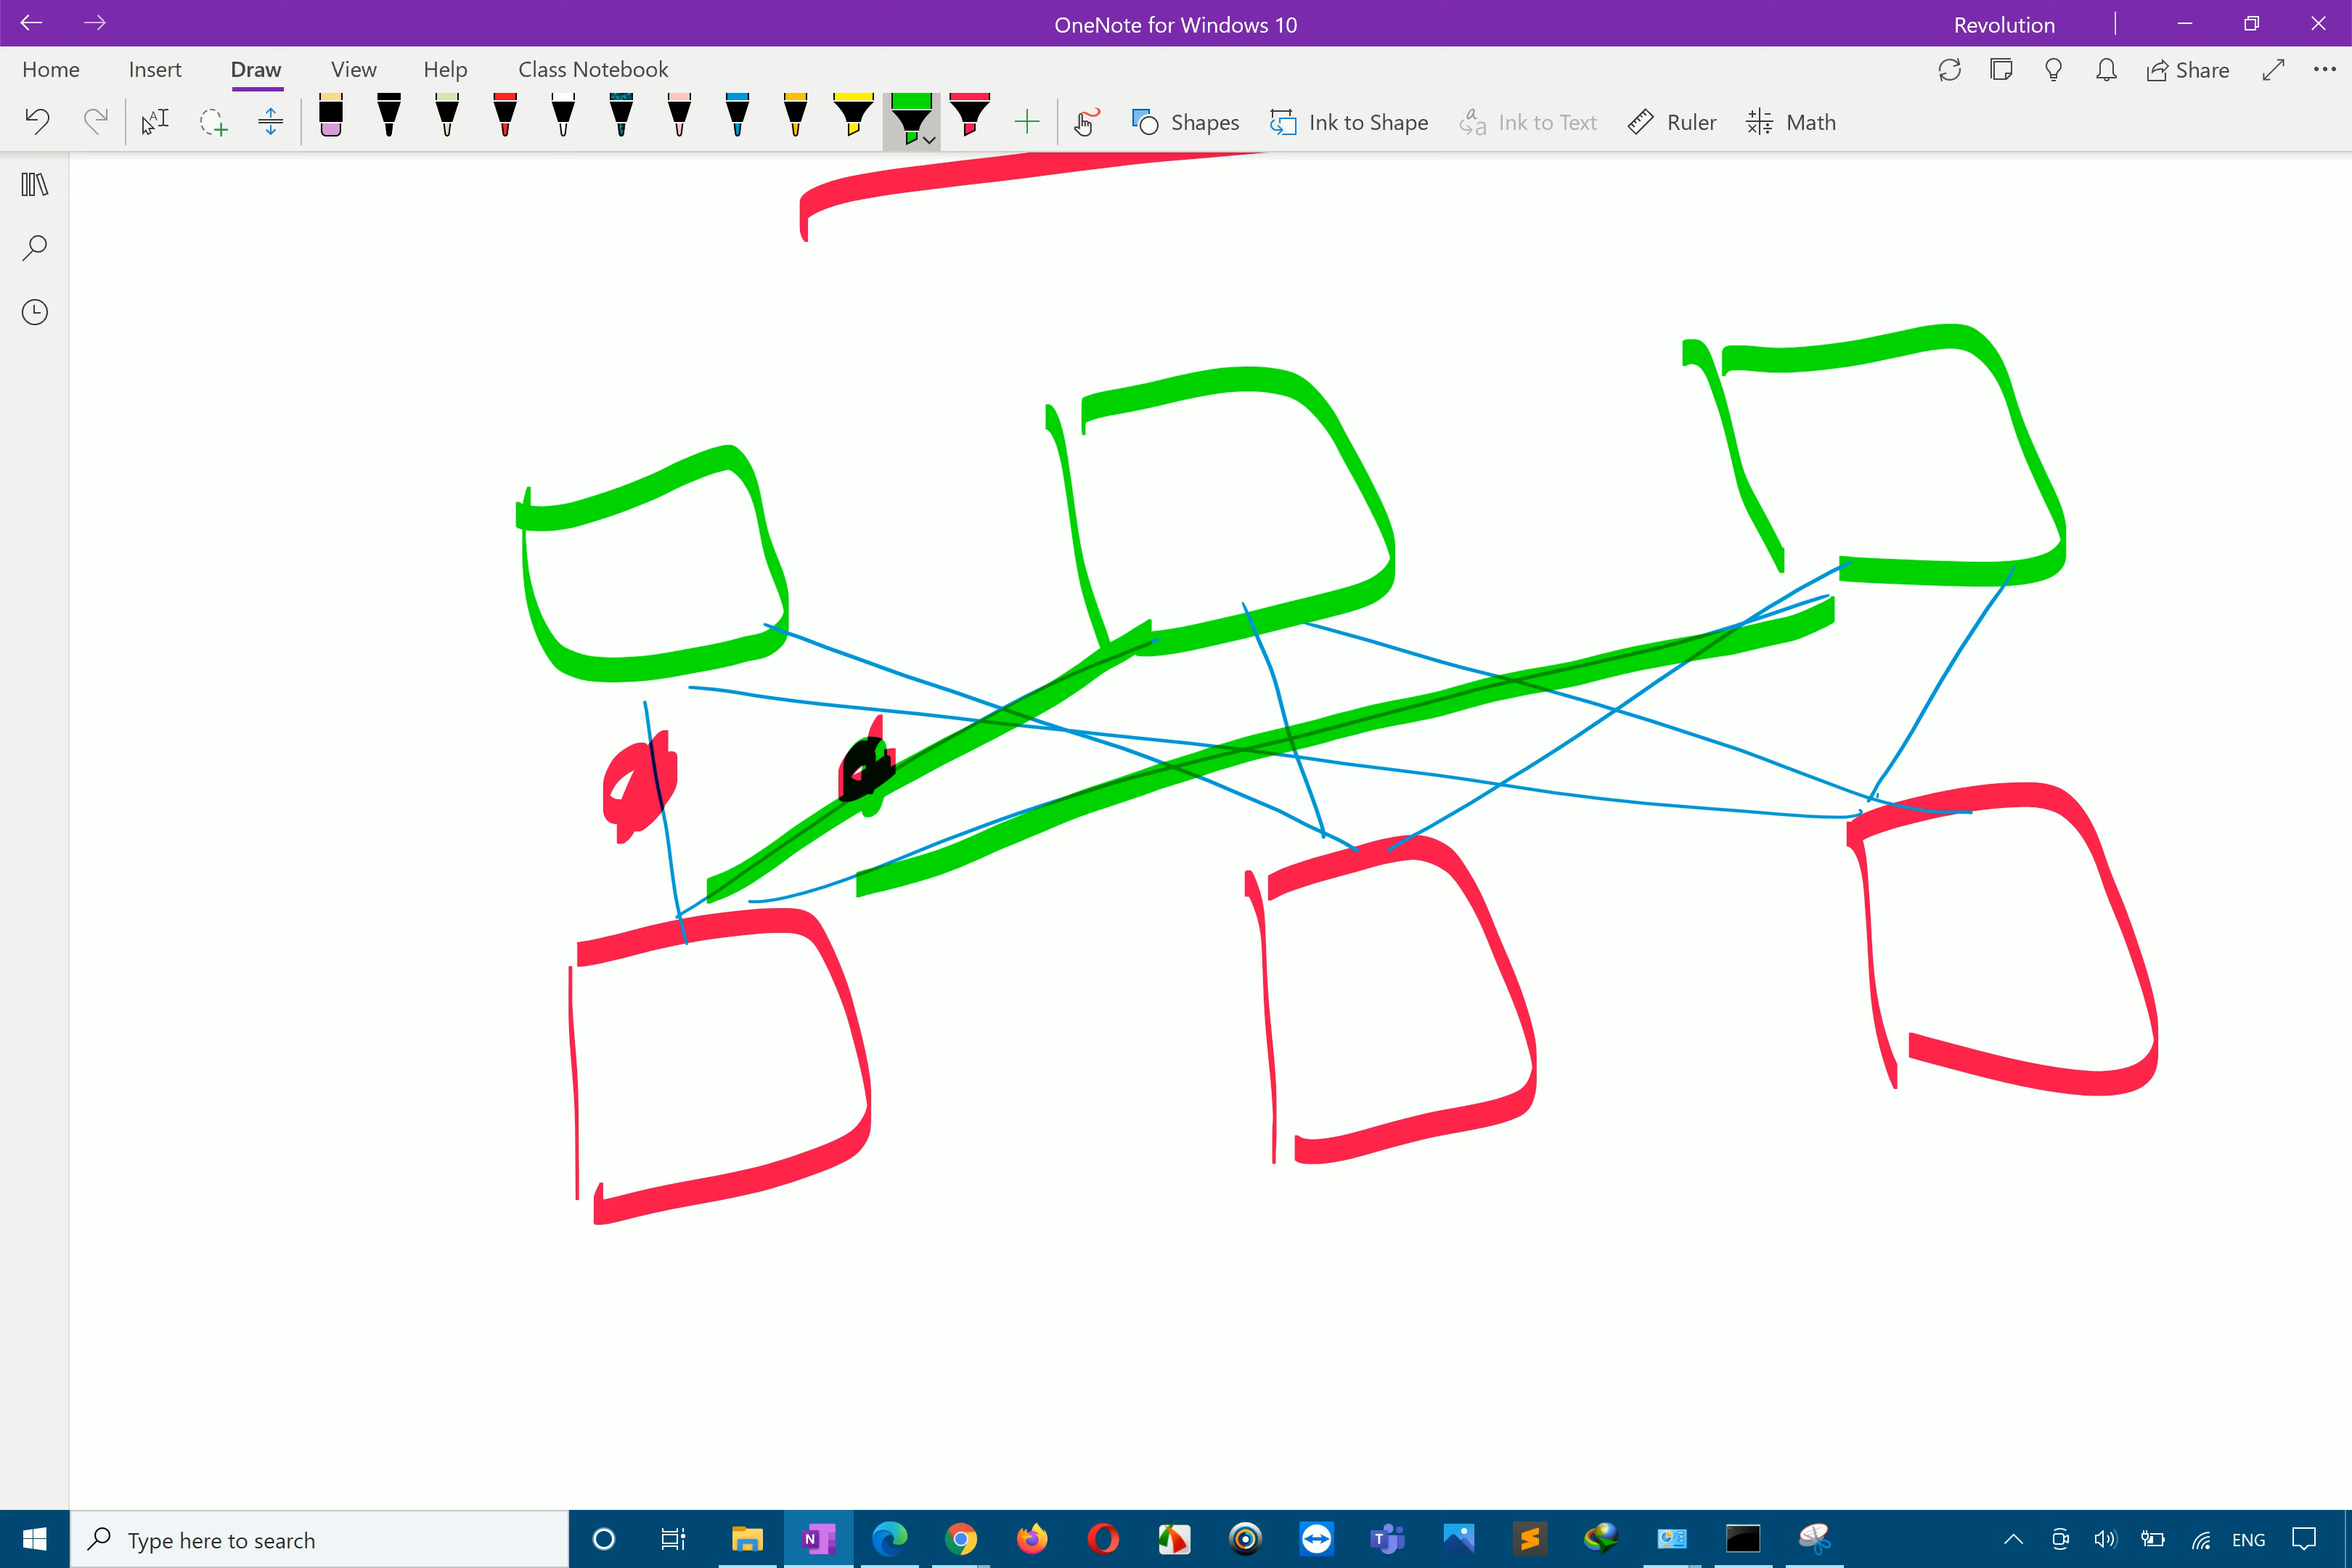 OneNote for Windows 10 Revolution
Home Insert Draw View Help Class Notebook Share
Shapes Ink to Shape Ink to Text Ruler Math
Type here to search ENG